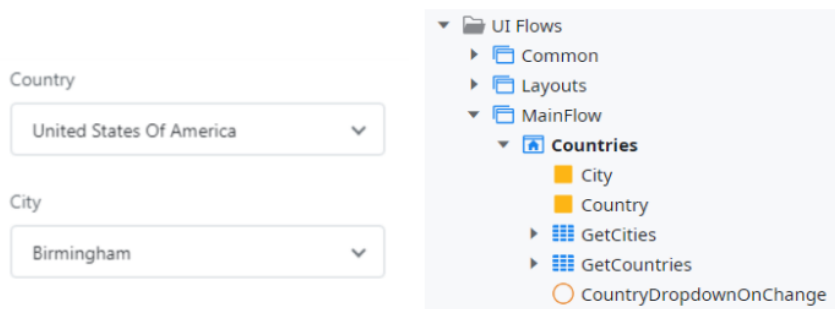 Country
United States Of America
City
Birmingham
UI Flows
Common
Layouts
MainFlow
Countries
City
Country
GetCities
GetCountries
CountryDropdownOnChange